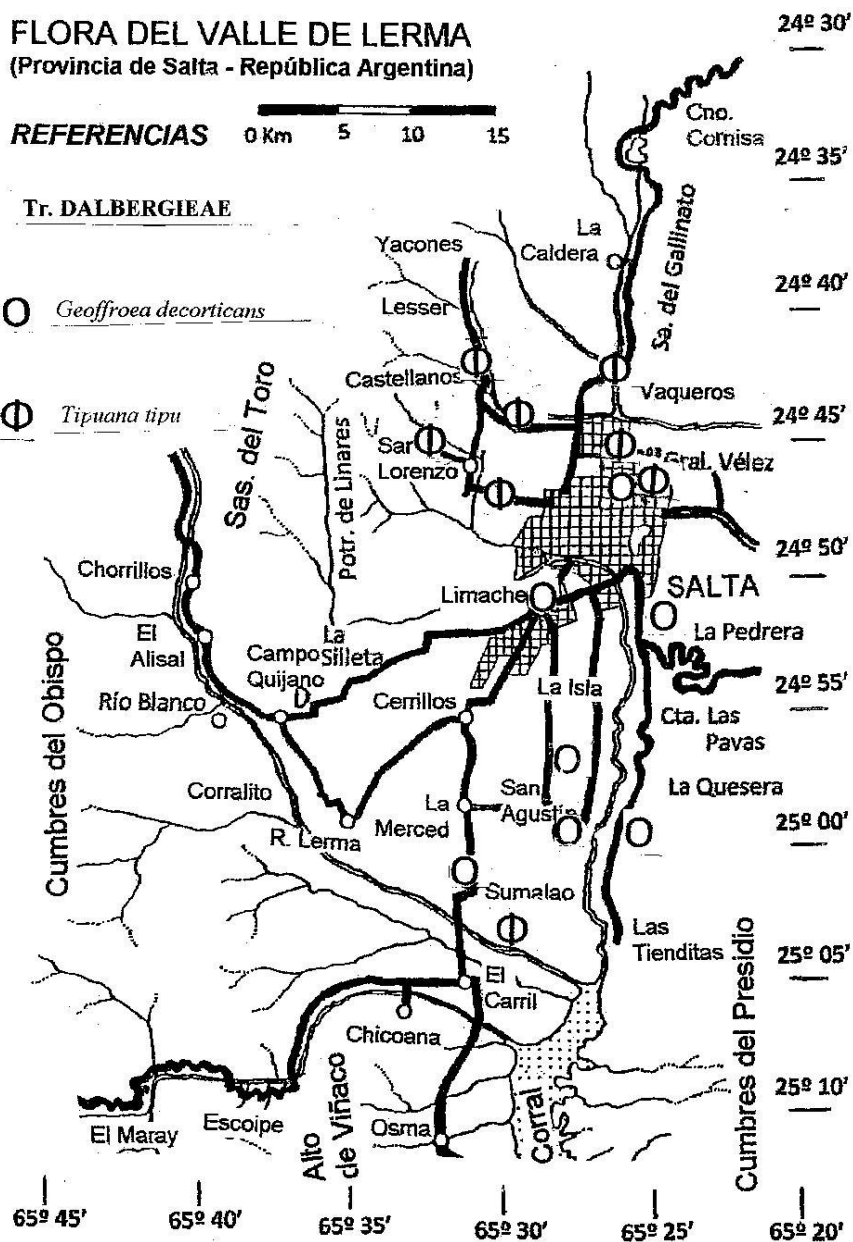 FLORA DEL VALLE DE LERMA
(Provincia de Salta - República Argentina)
REFERENCIAS
0 Km 5 10 15
Tr. DALBERGIEAE
Geoffroea decorticans
Tipuana tipu
24º 30'
24º 35'
24º 40'
24º 45'
24º 50'
24º 55'
25º 00'
25º 05'
25º 10'
Cno.
Cornisa
La
Caldera
Sa. del Gallinato
Yacones
Lesser
Castellanos
Vaqueros
Sas. del Toro
Potr. de Linares
San
Lorenzo
Gral. Vélez
Chorrillos
Limache
SALTA
El
Alisal
La
Silleta
Campo
Quijano
La Pedrera
Río Blanco
Cerrillos
La Isla
Cta. Las
Pavas
Cumbres del Obispo
Corralito
La
Merced
San
Agustín
La Quesera
R. Lerma
Sumalao
Las
Tienditas
El
Carril
Chicoana
Cumbres del Presidio
El Maray
Escoipe
Alto
de Viñaco
Osma
Corral
65º 45'
65º 40'
65º 35'
65º 30'
65º 25'
65º 20'